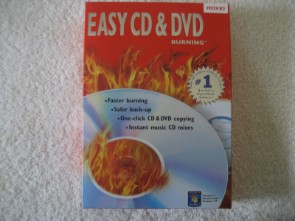 EASY CD & DVD
BURNING
#1
•Faster burning
•Safer back-up
•One-click CD & DVD copying
•Instant music CD mixes